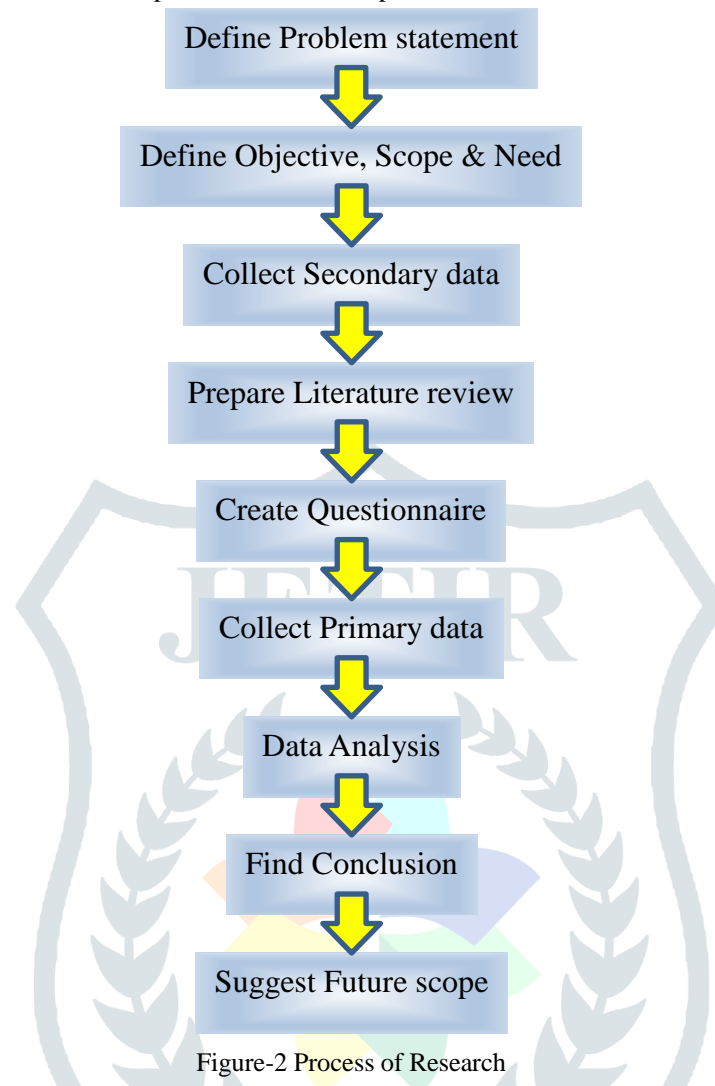 Define Problem statement
Define Objective, Scope & Need
Collect Secondary data
Prepare Literature review
Create Questionnaire
JETIR
Collect Primary data
Data Analysis
Find Conclusion
Suggest Future scope
Figure-2 Process of Research